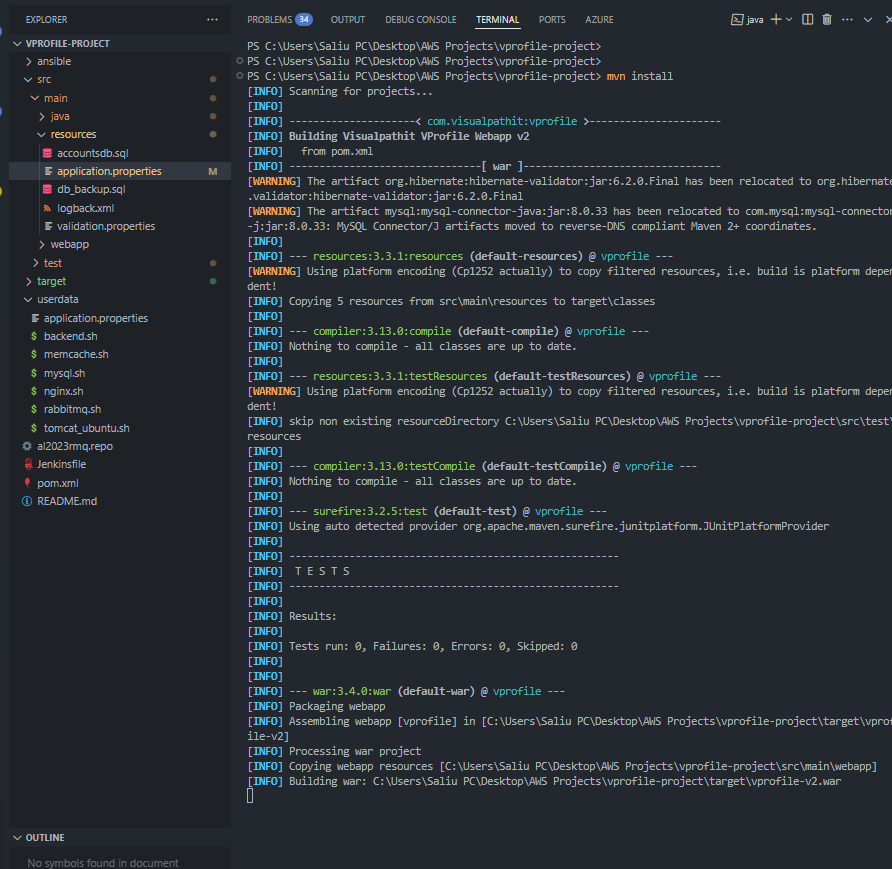 EXPLORER
VPROFILE-PROJECT
ansible
src
main
java
resources
accountsdb.sql
application.properties M
db_backup.sql
logback.xml
validation.properties
webapp
test
target
userdata
application.properties
backend.sh
memcache.sh
mysql.sh
nginx.sh
rabbitmq.sh
tomcat_ubuntu.sh
al2023rmq.repo
Jenkinsfile
pom.xml
README.md
OUTLINE
No symbols found in document
PROBLEMS 34 OUTPUT DEBUG CONSOLE TERMINAL PORTS AZURE java
PS C:\Users\Saliu PC\Desktop\AWS Projects\vprofile-project>
PS C:\Users\Saliu PC\Desktop\AWS Projects\vprofile-project>
PS C:\Users\Saliu PC\Desktop\AWS Projects\vprofile-project> mvn install
[INFO] Scanning for projects...
[INFO]
[INFO] ---------------------< com.visualpathit:vprofile >----------------------
[INFO] Building Visualpathit VProfile Webapp v2
[INFO]   from pom.xml
[INFO] --------------------------------[ war ]---------------------------------
[WARNING] The artifact org.hibernate:hibernate-validator:jar:6.2.0.Final has been relocated to org.hibernate
.validator:hibernate-validator:jar:6.2.0.Final
[WARNING] The artifact mysql:mysql-connector-java:jar:8.0.33 has been relocated to com.mysql:mysql-connector
-j:jar:8.0.33: MySQL Connector/J artifacts moved to reverse-DNS compliant Maven 2+ coordinates.
[INFO]
[INFO] --- resources:3.3.1:resources (default-resources) @ vprofile ---
[WARNING] Using platform encoding (Cp1252 actually) to copy filtered resources, i.e. build is platform depen
dent!
[INFO] Copying 5 resources from src\main\resources to target\classes
[INFO]
[INFO] --- compiler:3.13.0:compile (default-compile) @ vprofile ---
[INFO] Nothing to compile - all classes are up to date.
[INFO]
[INFO] --- resources:3.3.1:testResources (default-testResources) @ vprofile ---
[WARNING] Using platform encoding (Cp1252 actually) to copy filtered resources, i.e. build is platform depen
dent!
[INFO] skip non existing resourceDirectory C:\Users\Saliu PC\Desktop\AWS Projects\vprofile-project\src\test\
resources
[INFO]
[INFO] --- compiler:3.13.0:testCompile (default-testCompile) @ vprofile ---
[INFO] Nothing to compile - all classes are up to date.
[INFO]
[INFO] --- surefire:3.2.5:test (default-test) @ vprofile ---
[INFO] Using auto detected provider org.apache.maven.surefire.junitplatform.JUnitPlatformProvider
[INFO]
[INFO] -------------------------------------------------------
[INFO]  T E S T S
[INFO] -------------------------------------------------------
[INFO]
[INFO] Results:
[INFO]
[INFO] Tests run: 0, Failures: 0, Errors: 0, Skipped: 0
[INFO]
[INFO]
[INFO] --- war:3.4.0:war (default-war) @ vprofile ---
[INFO] Packaging webapp
[INFO] Assembling webapp [vprofile] in [C:\Users\Saliu PC\Desktop\AWS Projects\vprofile-project\target\vprof
ile-v2]
[INFO] Processing war project
[INFO] Copying webapp resources [C:\Users\Saliu PC\Desktop\AWS Projects\vprofile-project\src\main\webapp]
[INFO] Building war: C:\Users\Saliu PC\Desktop\AWS Projects\vprofile-project\target\vprofile-v2.war